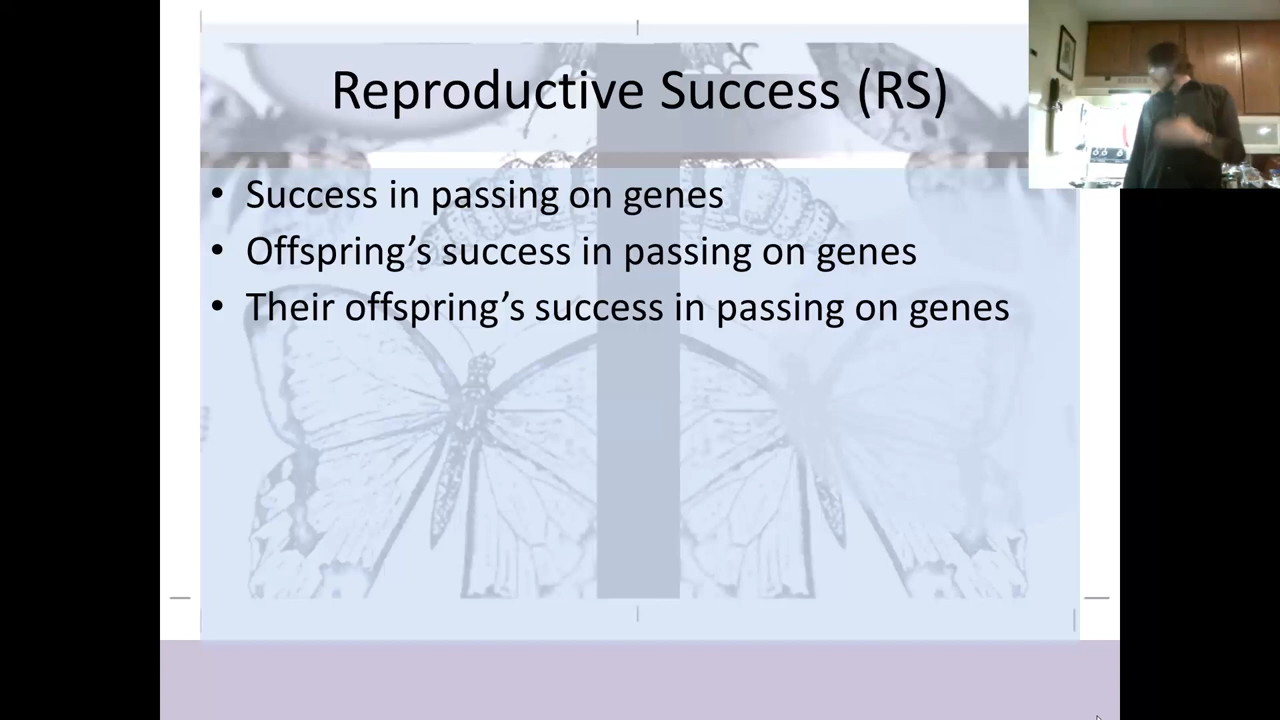 Reproductive Success (RS)
• Success in passing on genes
• Offspring’s success in passing on genes
• Their offspring’s success in passing on genes